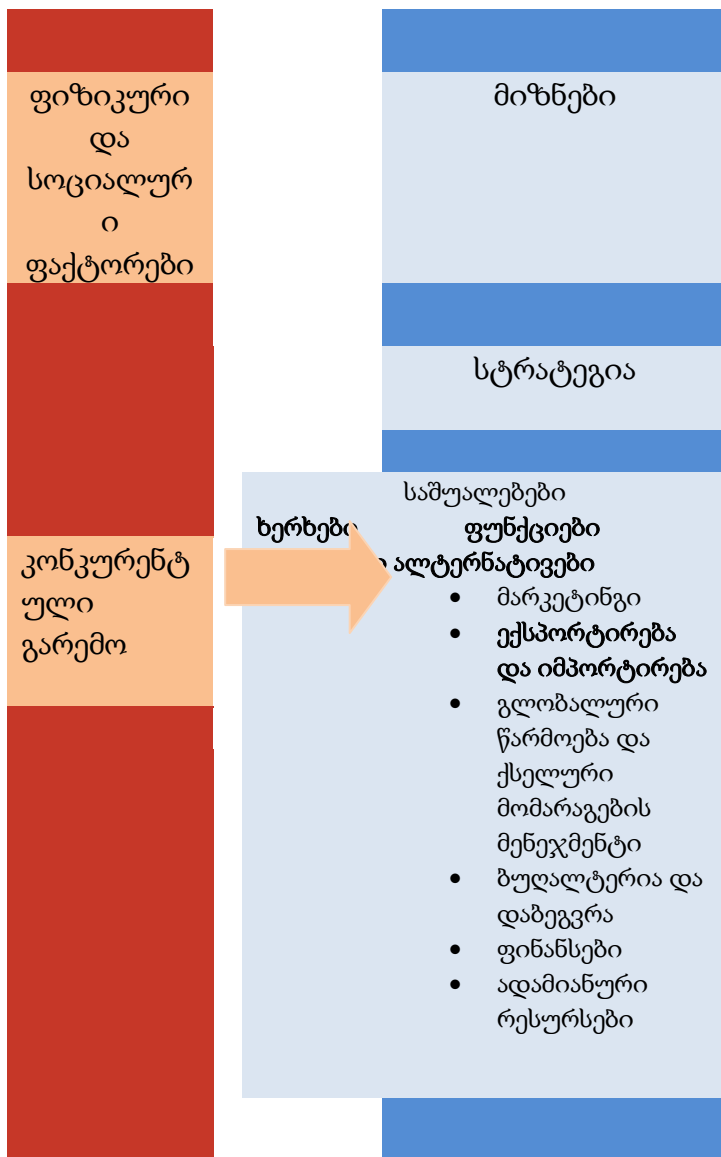 ფიზიკური
და
სოციალურ
ი
ფაქტორები
მიზნები
სტრატეგია
კონკურენტ
ული
გარემო
საშუალებები
ხერხები ფუნქციები
ალტერნატივები
• მარკეტინგი
• ექსპორტირება
და იმპორტირება
• გლობალური
წარმოება და
ქსელური
მომარაგების
მენეჯმენტი
• ბუღალტერია და
დაბეგვრა
• ფინანსები
• ადამიანური
რესურსები